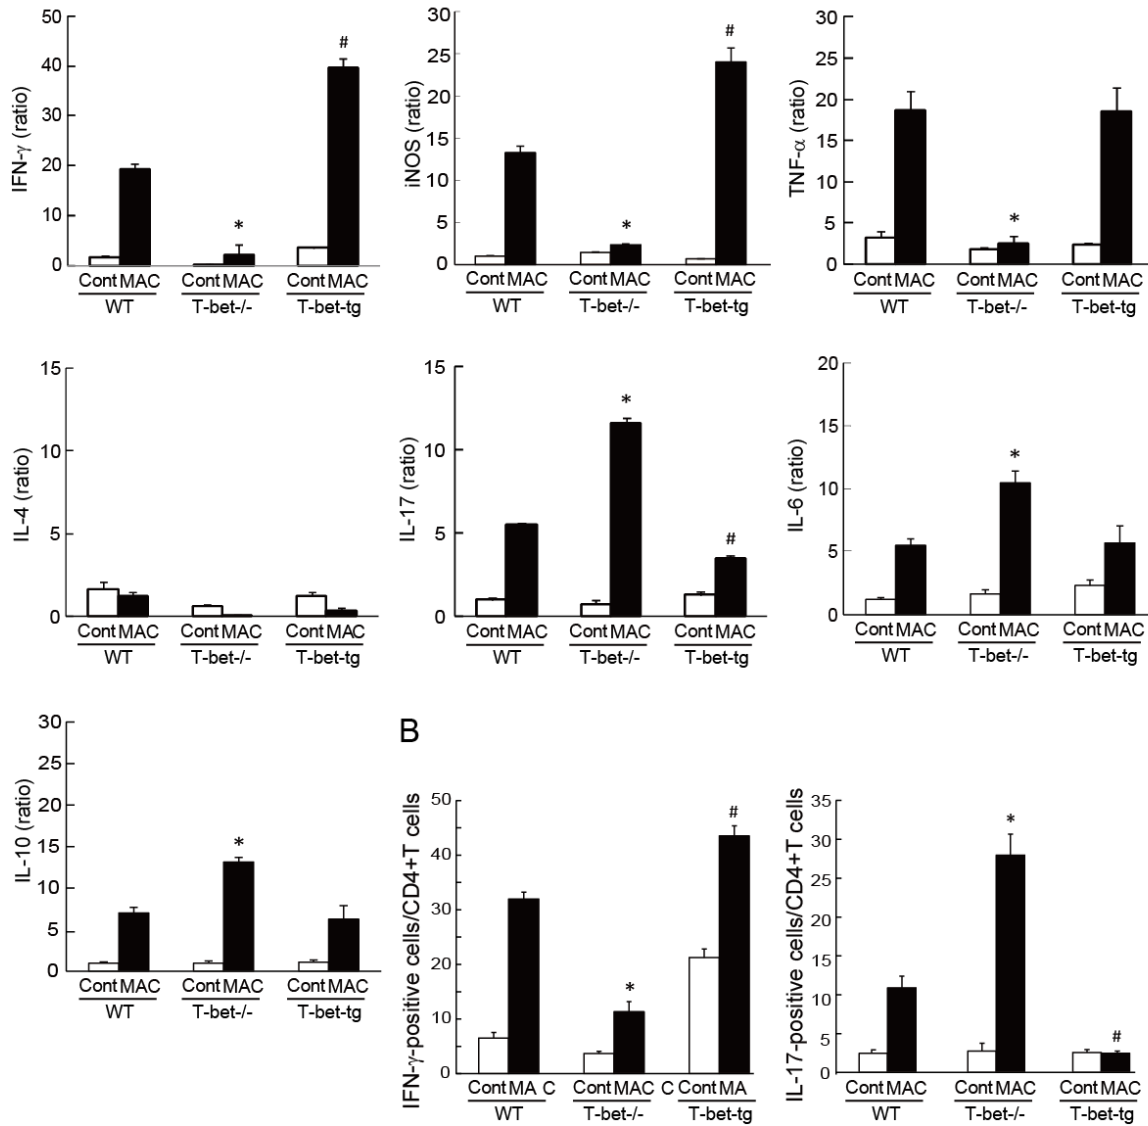 50
40
30
20
10
0
IFN-γ (ratio)
#
*
Cont MAC Cont MAC Cont MAC
WT T-bet-/- T-bet-tg
30
25
20
15
10
5
0
iNOS (ratio)
#
*
Cont MAC Cont MAC Cont MAC
WT T-bet-/- T-bet-tg
30
25
20
15
10
5
0
TNF-α (ratio)
*
Cont MAC Cont MAC Cont MAC
WT T-bet-/- T-bet-tg
15
10
5
0
IL-4 (ratio)
Cont MAC Cont MAC Cont MAC
WT T-bet-/- T-bet-tg
15
10
5
0
IL-17 (ratio)
*
#
Cont MAC Cont MAC Cont MAC
WT T-bet-/- T-bet-tg
20
15
10
5
0
IL-6 (ratio)
*
Cont MAC Cont MAC Cont MAC
WT T-bet-/- T-bet-tg
30
25
20
15
10
5
0
IL-10 (ratio)
*
Cont MAC Cont MAC Cont MAC
WT T-bet-/- T-bet-tg
B
50
40
30
20
10
0
IFN-γ-positive cells/CD4+T cells
#
*
Cont MA C Cont MAC C Cont MA
WT T-bet-/- T-bet-tg
35
30
25
20
15
10
5
0
IL-17-positive cells/CD4+T cells
*
#
Cont MAC Cont MAC Cont MAC
WT T-bet-/- T-bet-tg